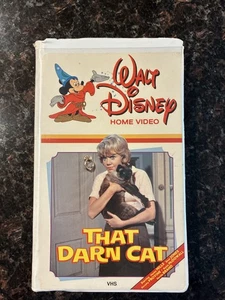 WALT
DISNEY
HOME VIDEO
THAT
DARN CAT
VHS